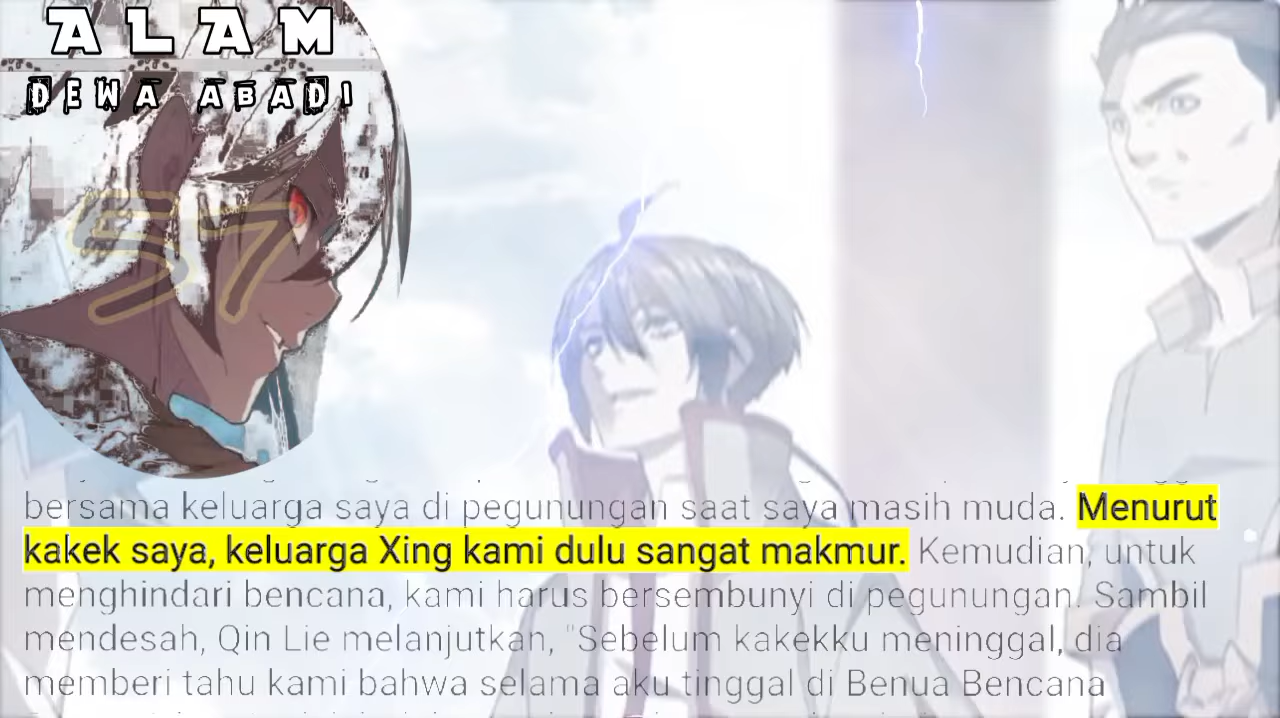 ALAM
DEWA ABADI
57
bersama keluarga saya di pegunungan saat saya masih muda. Menurut
kakek saya, keluarga Xing kami dulu sangat makmur. Kemudian, untuk
menghindari bencana, kami harus bersembunyi di pegunungan. Sambil
mendesah, Qin Lie melanjutkan, "Sebelum kakekku meninggal, dia
memberi tahu kami bahwa selama aku tinggal di Benua Bencana